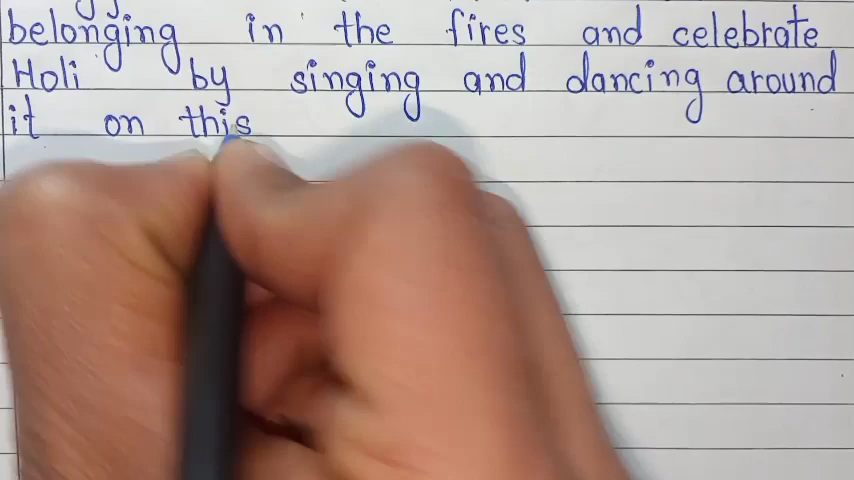 belonging in the fires and celebrate
Holi by singing and dancing around
it on this